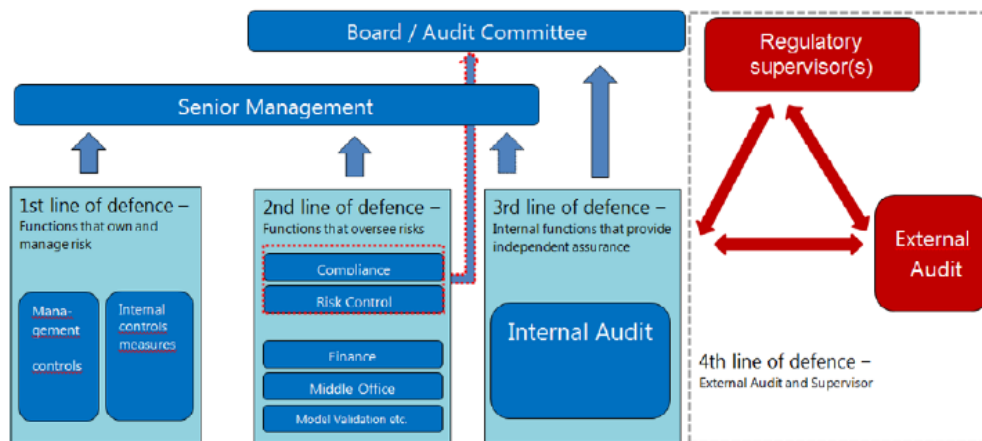 Board / Audit Committee
Senior Management
Regulatory
supervisor(s)
1st line of defence –
Functions that own and
manage risk
Mana-
gement
controls
Internal
controls
measures
2nd line of defence –
Functions that oversee risks
Compliance
Risk Control
Finance
Middle Office
Model Validation etc.
3rd line of defence –
Internal functions that provide
independent assurance
Internal Audit
External
Audit
4th line of defence –
External Audit and Supervisor